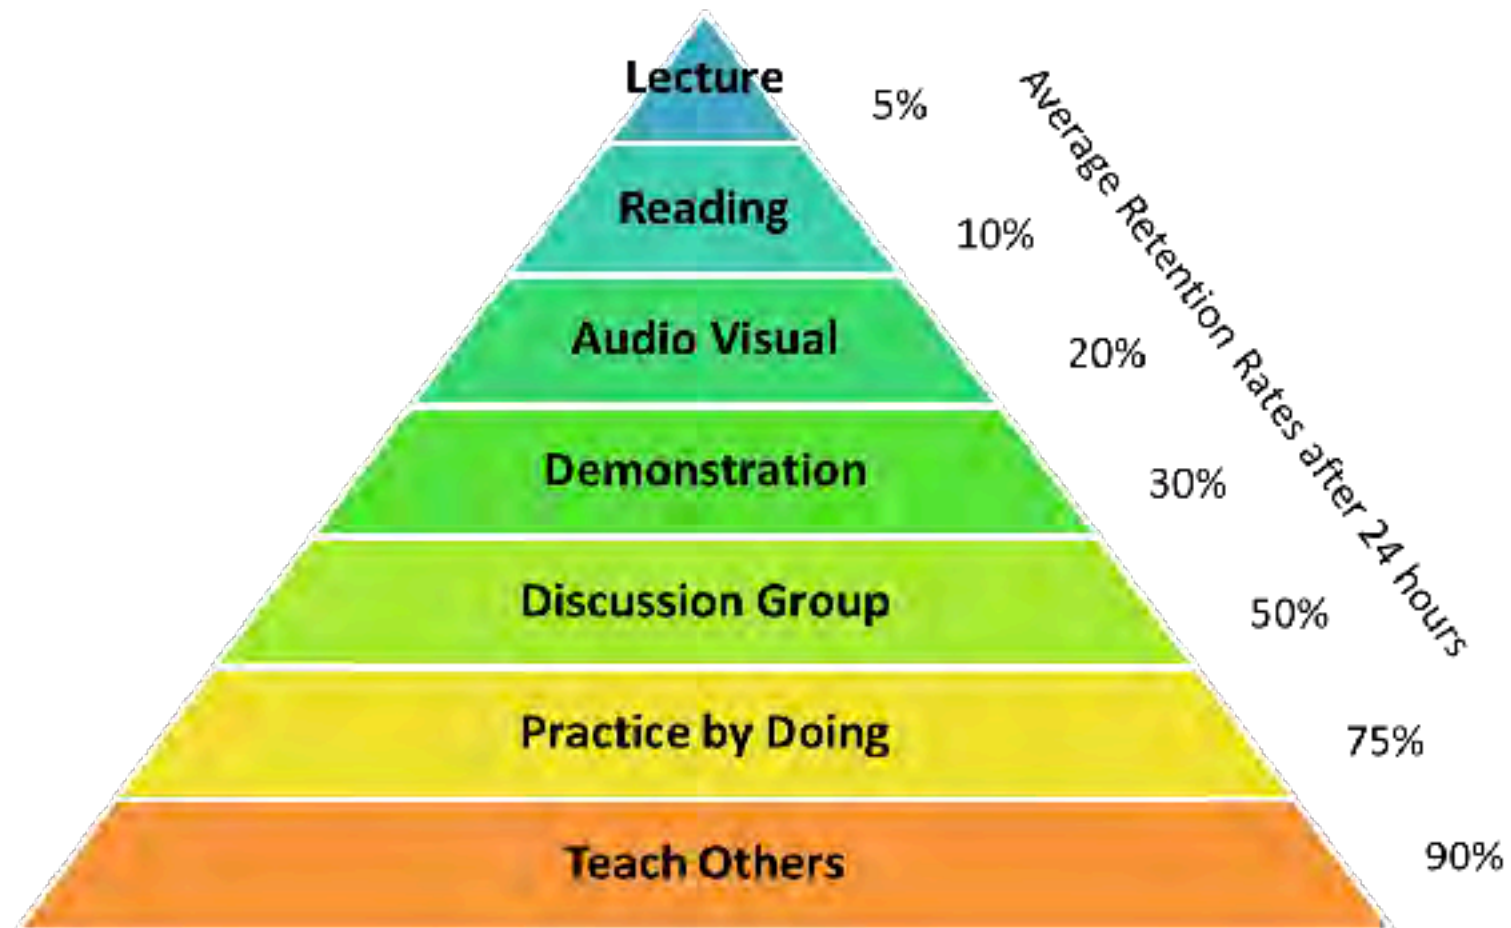 Lecture
5%
Reading
10%
Audio Visual
20%
Demonstration
30%
Discussion Group
50%
Practice by Doing
75%
Teach Others
90%
Average Retention Rates after 24 hours